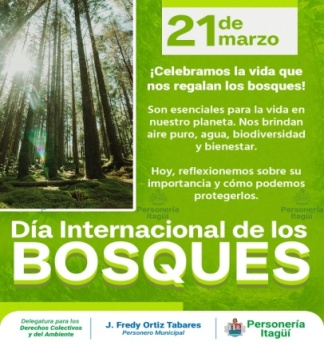 21 de
marzo
¡Celebramos la vida que
nos regalan los bosques!
Son esenciales para la vida en
nuestro planeta. Nos brindan
aire puro, agua, biodiversidad
y bienestar.
Hoy, reflexionemos sobre su
importancia y cómo podemos
protegerlos.
Personería
Itagüí
Personería
Itagüí
Día Internacional de los
BOSQUES
Delegatura para los
Derechos Colectivos
y del Ambiente
J. Fredy Ortiz Tabares
Personero Municipal
Personería
Itagüí